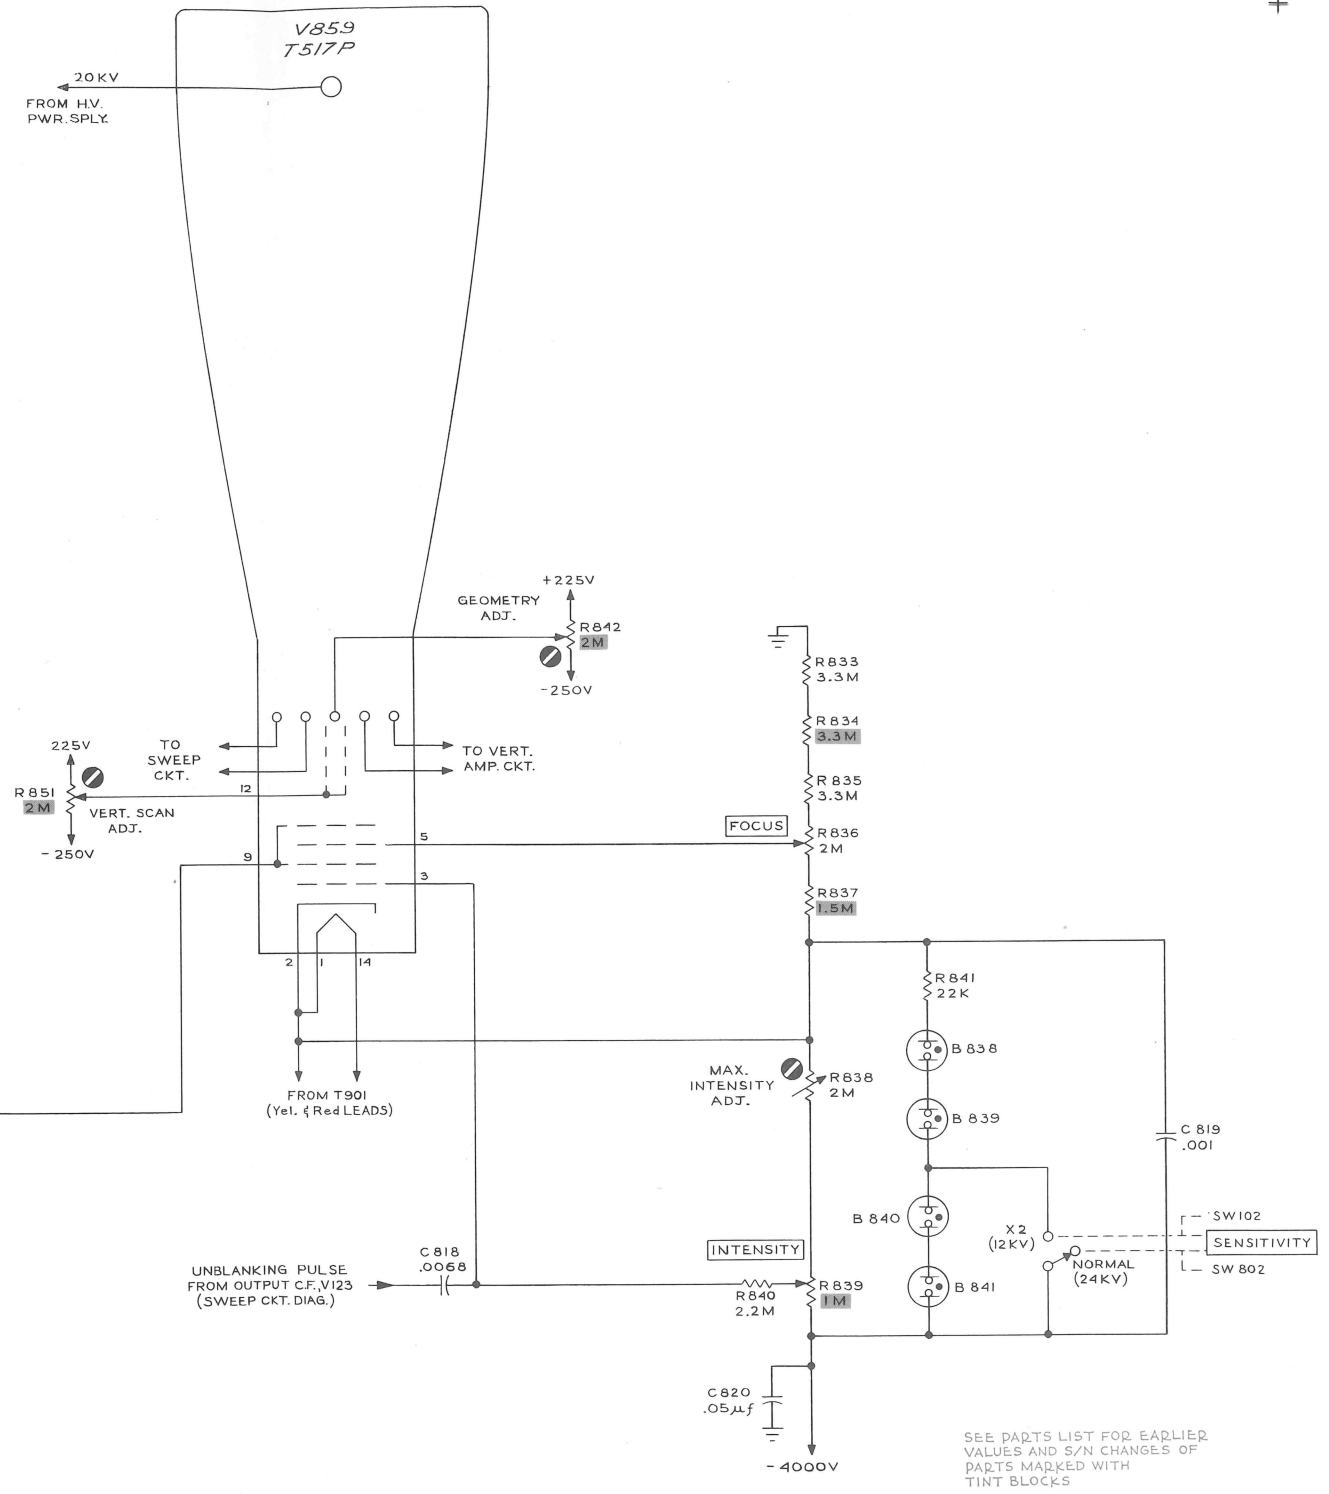 V859
T517P
20KV
FROM H.V.
PWR.SPLY.
+225V
GEOMETRY
ADJ.
R842
2M
-250V
R833
3.3M
R834
3.3M
R835
3.3M
225V
TO
SWEEP
CKT.
TO VERT.
AMP. CKT.
R851
2M
12
VERT. SCAN
ADJ.
-250V
9
5
3
FOCUS
R836
2M
R837
1.5M
2
1
14
R841
22K
B838
B839
MAX.
INTENSITY
ADJ.
R838
2M
FROM T901
(Yel. & Red LEADS)
C819
.001
B840
X2
(12KV)
SW102
SENSITIVITY
SW802
NORMAL
(24KV)
INTENSITY
C818
.0068
UNBLANKING PULSE
FROM OUTPUT C.F.,V123
(SWEEP CKT. DIAG.)
R840
2.2M
R839
1M
B841
C820
.05µf
-4000V
SEE PARTS LIST FOR EARLIER
VALUES AND S/N CHANGES OF
PARTS MARKED WITH
TINT BLOCKS